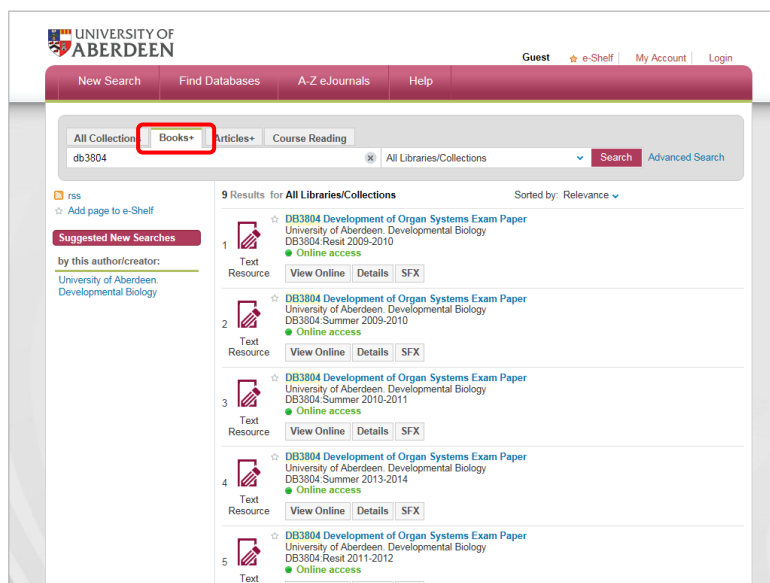 UNIVERSITY OF
ABERDEEN
Guest e-Shelf My Account Login
New Search Find Databases A-Z eJournals Help
All Collections Books+ Articles+ Course Reading
db3804 All Libraries/Collections Search Advanced Search
rss
Add page to e-Shelf
Suggested New Searches
by this author/creator:
University of Aberdeen.
Developmental Biology
9 Results for All Libraries/Collections Sorted by: Relevance
1
Text
Resource
DB3804 Development of Organ Systems Exam Paper
University of Aberdeen. Developmental Biology
DB3804:Resit 2009-2010
Online access
View Online Details SFX
2
Text
Resource
DB3804 Development of Organ Systems Exam Paper
University of Aberdeen. Developmental Biology
DB3804:Summer 2009-2010
Online access
View Online Details SFX
3
Text
Resource
DB3804 Development of Organ Systems Exam Paper
University of Aberdeen. Developmental Biology
DB3804:Summer 2010-2011
Online access
View Online Details SFX
4
Text
Resource
DB3804 Development of Organ Systems Exam Paper
University of Aberdeen. Developmental Biology
DB3804:Summer 2013-2014
Online access
View Online Details SFX
5
Text
DB3804 Development of Organ Systems Exam Paper
University of Aberdeen. Developmental Biology
DB3804:Resit 2011-2012
Online access